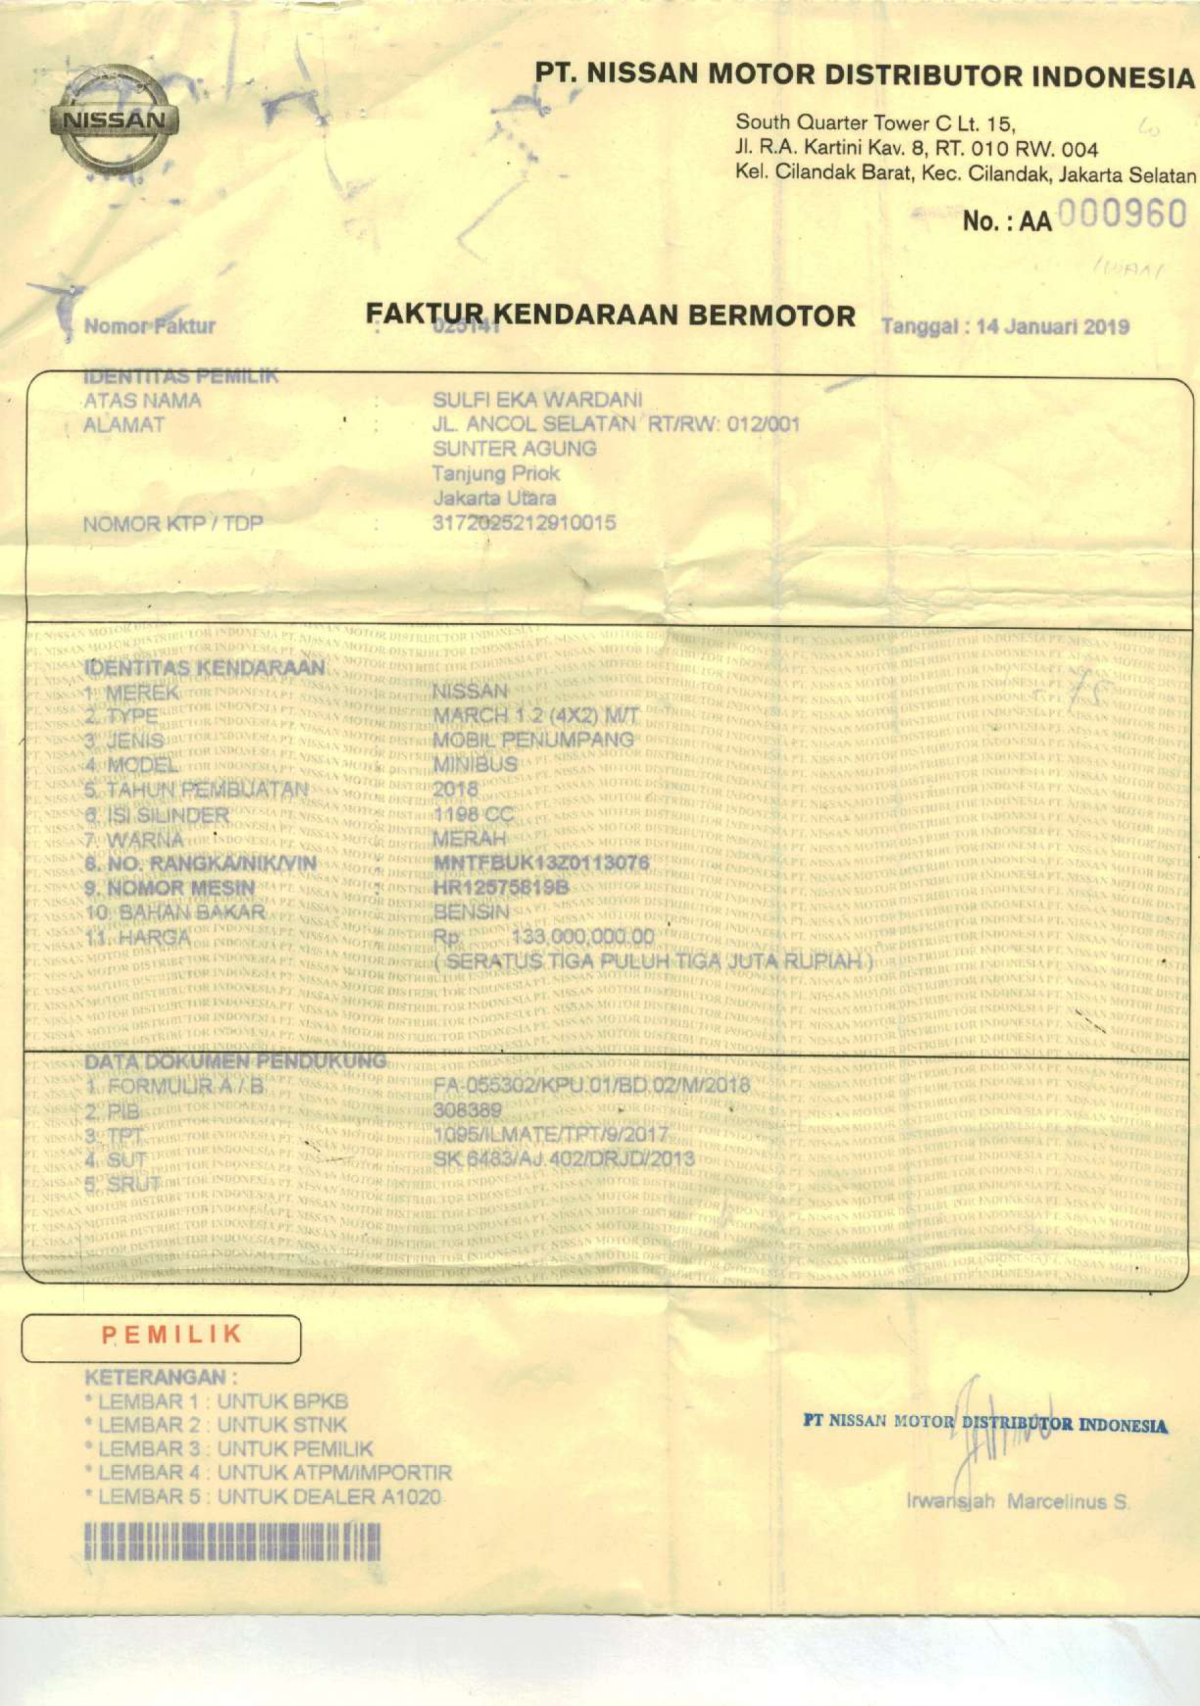 NISSAN
PT. NISSAN MOTOR DISTRIBUTOR INDONESIA
South Quarter Tower C Lt. 15,
Jl. R.A. Kartini Kav. 8, RT. 010 RW. 004
Kel. Cilandak Barat, Kec. Cilandak, Jakarta Selatan
No. : AA 000960
FAKTUR KENDARAAN BERMOTOR
Nomor Faktur : 025141 Tanggal : 14 Januari 2019
IDENTITAS PEMILIK
ATAS NAMA : SULFI EKA WARDANI
ALAMAT : JL. ANCOL SELATAN RT/RW: 012/001
SUNTER AGUNG
Tanjung Priok
Jakarta Utara
NOMOR KTP / TDP : 3172025212910015
IDENTITAS KENDARAAN
1. MEREK : NISSAN
2. TYPE : MARCH 1.2 (4X2) M/T
3. JENIS : MOBIL PENUMPANG
4. MODEL : MINIBUS
5. TAHUN PEMBUATAN : 2018
6. ISI SILINDER : 1198 CC
7. WARNA : MERAH
8. NO. RANGKA/NIK/VIN : MNTFBUK13Z0113076
9. NOMOR MESIN : HR12575819B
10. BAHAN BAKAR : BENSIN
11. HARGA : Rp. 133,000,000.00
( SERATUS TIGA PULUH TIGA JUTA RUPIAH )
DATA DOKUMEN PENDUKUNG
1. FORMULIR A / B FA-055302/KPU.01/BD.02/M/2018
2. PIB 308389
3. TPT 1095/ILMATE/TPT/9/2017
4. SUT SK.6483/AJ.402/DRJD/2013
5. SRUT
PEMILIK
KETERANGAN :
* LEMBAR 1 : UNTUK BPKB
* LEMBAR 2 : UNTUK STNK
* LEMBAR 3 : UNTUK PEMILIK
* LEMBAR 4 : UNTUK ATPM/IMPORTIR
* LEMBAR 5 : UNTUK DEALER A1020
PT NISSAN MOTOR DISTRIBUTOR INDONESIA
Irwansjah Marcelinus S.